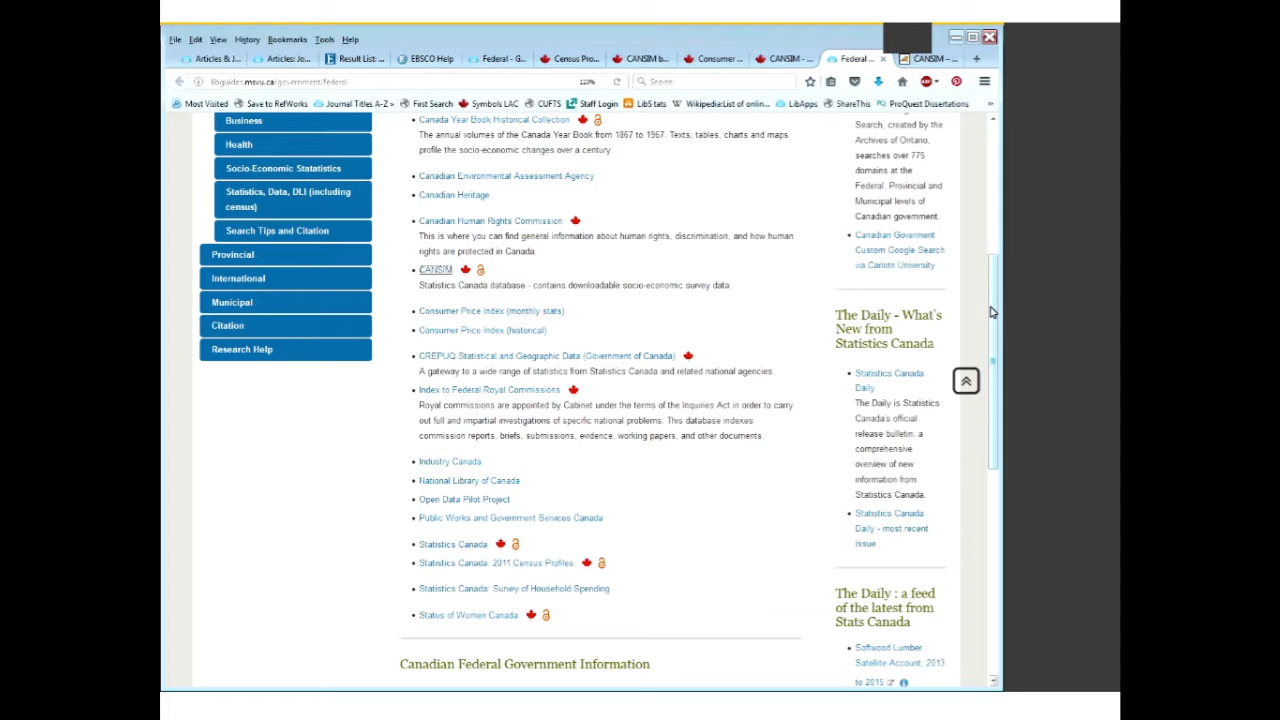 File Edit View History Bookmarks Tools Help
Articles & J... Articles: Jo... Result List: ... EBSCO Help Federal - G... Census Pro... CANSIM b... Consumer ... CANSIM - ... Federal ... CANSIM – ...
libguides.msvu.ca/government/federal 110% Search
Most Visited Save to RefWorks Journal Titles A-Z > First Search Symbols LAC CUFTS Staff Login LibStats Wikipedia:List of onlin... LibApps ShareThis ProQuest Dissertations »
Business
Health
Socio-Economic Statatistics
Statistics, Data, DLI (including
census)
Search Tips and Citation
Provincial
International
Municipal
Citation
Research Help
Canada Year Book Historical Collection
The annual volumes of the Canada Year Book from 1867 to 1967. Texts, tables, charts and maps
profile the socio-economic changes over a century.
Canadian Environmental Assessment Agency
Canadian Heritage
Canadian Human Rights Commission
This is where you can find general information about human rights, discrimination, and how human
rights are protected in Canada.
CANSIM
Statistics Canada database - contains downloadable socio-economic survey data.
Consumer Price Index (monthly stats)
Consumer Price Index (historical)
CREPUQ Statistical and Geographic Data (Government of Canada)
A gateway to a wide range of statistics from Statistics Canada and related national agencies.
Index to Federal Royal Commissions
Royal commissions are appointed by Cabinet under the terms of the Inquiries Act in order to carry
out full and impartial investigations of specific national problems. This database indexes
commission reports, briefs, submissions, evidence, working papers, and other documents
Industry Canada
National Library of Canada
Open Data Pilot Project
Public Works and Government Services Canada
Statistics Canada
Statistics Canada: 2011 Census Profiles
Statistics Canada: Survey of Household Spending
Status of Women Canada
Canadian Federal Government Information
Search, created by the
Archives of Ontario,
searches over 775
domains at the
Federal, Provincial and
Municipal levels of
Canadian government.
Canadian Goverment
Custom Google Search
via Carletn University
The Daily - What's
New from
Statistics Canada
Statistics Canada
Daily
The Daily is Statistics
Canada's official
release bulletin: a
comprehensive
overview of new
information from
Statistics Canada.
Statistics Canada
Daily - most recent
issue
The Daily : a feed
of the latest from
Stats Canada
Softwood Lumber
Satellite Account, 2013
to 2015